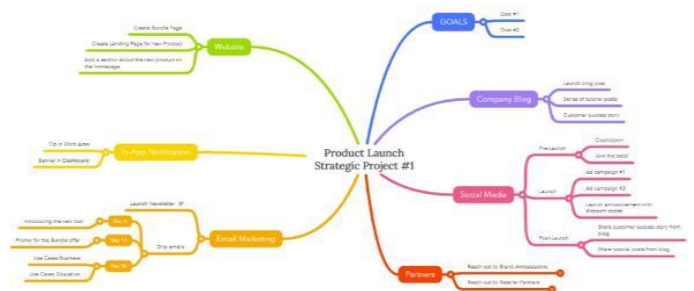 Product Launch
Strategic Project #1
GOALS
Goal #1
Goal #2
Company Blog
Launch blog post
Series of tutorial posts
Customer success story
Social Media
Pre-Launch
Countdown
Join the beta!
Launch
Ad campaign #1
Ad campaign #2
Launch announcement with
discount codes
Post-Launch
Share customer success story from
blog
Share tutorial posts from blog
Partners
Reach out to Brand Ambassadors
Reach out to Reseller Partners
Website
Create Bundle Page
Create Landing Page for new Product
Add a section about the new product on
the homepage
In-App Notification
Tip in Work Area
Banner in Dashboard
Email Marketing
Launch Newsletter
Drip emails
Day
Introducing the new tool
Day
Promo for the Bundle offer
Day
Use Cases Business
Use Cases Education